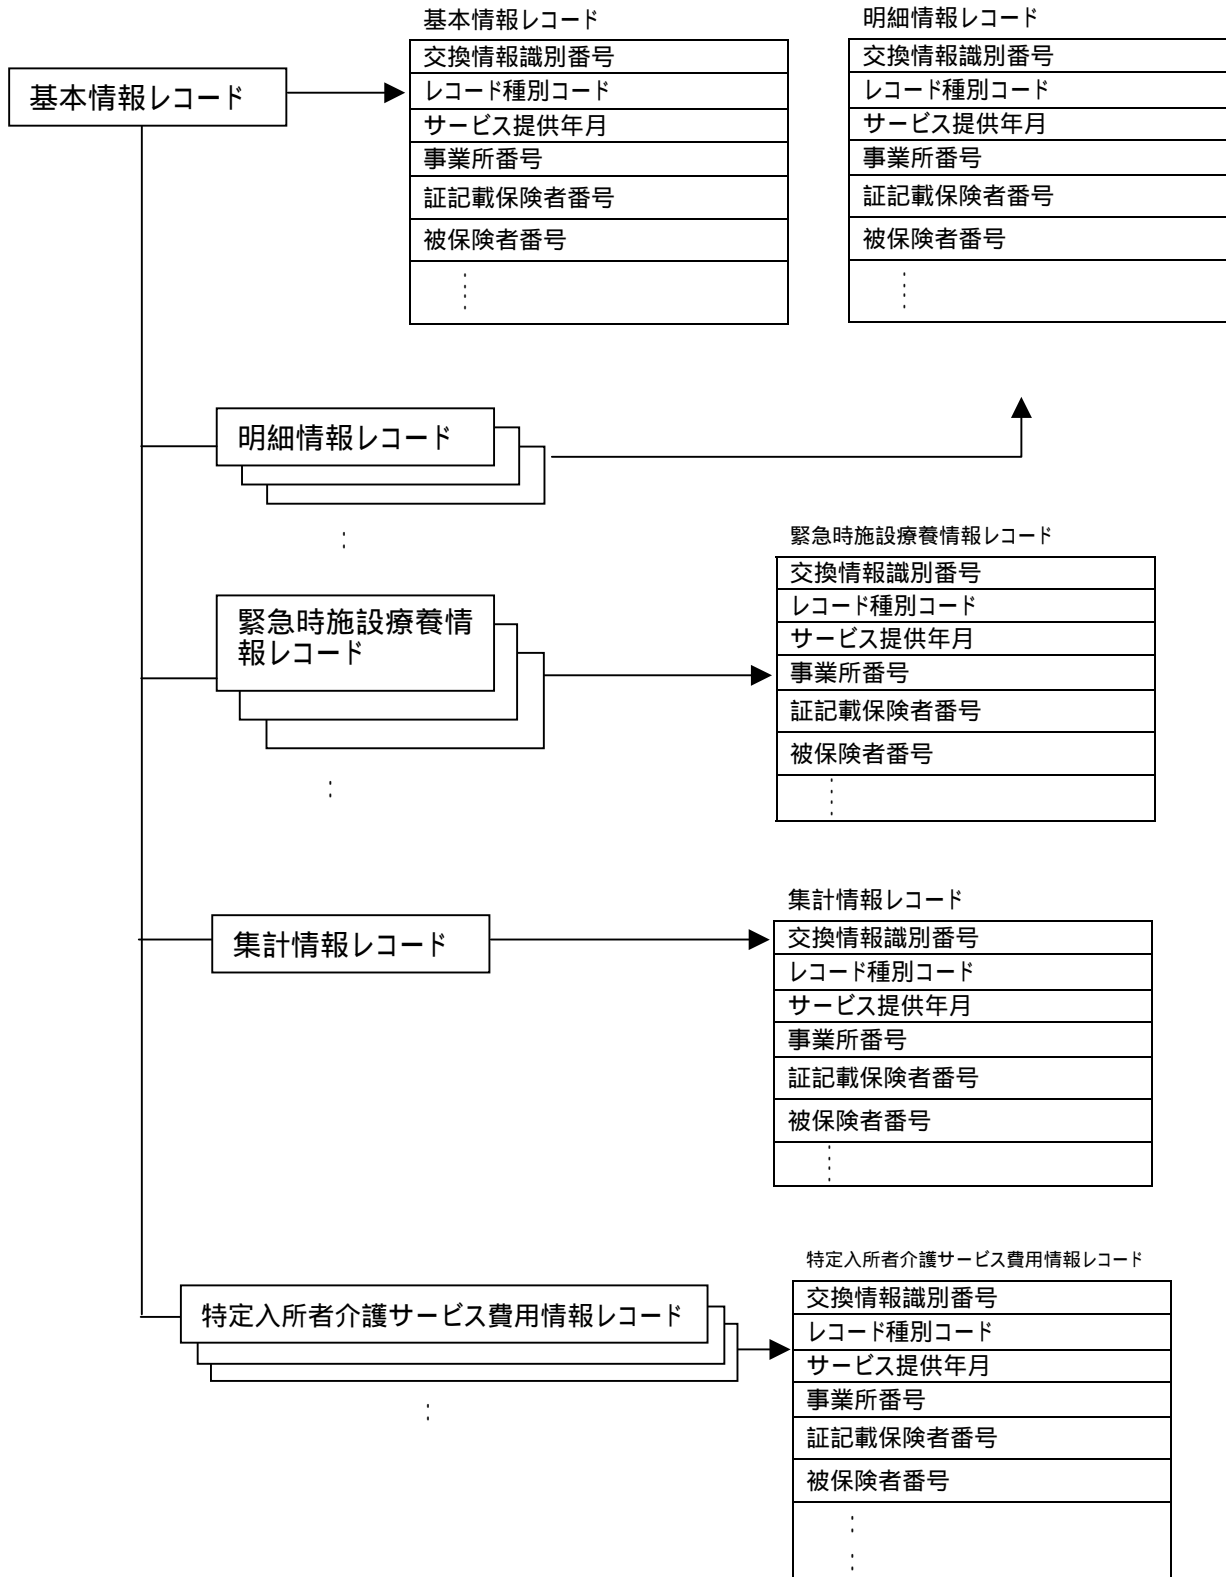 基本情報レコード
基本情報レコード
交換情報識別番号
レコード種別コード
サービス提供年月
事業所番号
証記載保険者番号
被保険者番号
明細情報レコード
交換情報識別番号
レコード種別コード
サービス提供年月
事業所番号
証記載保険者番号
被保険者番号
明細情報レコード
緊急時施設療養情
報レコード
緊急時施設療養情報レコード
交換情報識別番号
レコード種別コード
サービス提供年月
事業所番号
証記載保険者番号
被保険者番号
集計情報レコード
集計情報レコード
交換情報識別番号
レコード種別コード
サービス提供年月
事業所番号
証記載保険者番号
被保険者番号
特定入所者介護サービス費用情報レコード
特定入所者介護サービス費用情報レコード
交換情報識別番号
レコード種別コード
サービス提供年月
事業所番号
証記載保険者番号
被保険者番号